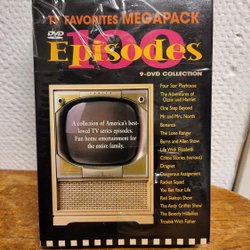 TV FAVORITES MEGAPACK
DVD
100
Episodes
9-DVD COLLECTION
A collection of America's best-
loved TV series episodes.
Fun home entertainment for
the entire family.
Four Star Playhouse
The Adventures of
Ozzie and Harriet
One Step Beyond
Mr. and Mrs. North
Bonanza
The Lone Ranger
Burns and Allen Show
Life With Elizabeth
Crime Stories (various)
Dragnet
Dangerous Assignment
Racket Squad
You Bet Your Life
Red Skelton Show
The Andy Griffith Show
The Beverly Hillbillies
Trouble With Father